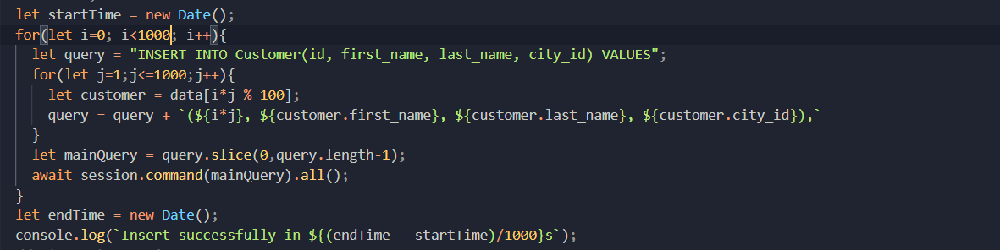 let startTime = new Date();
for(let i=0; i<1000; i++){
let query = "INSERT INTO Customer(id, first_name, last_name, city_id) VALUES";
for(let j=1;j<=1000;j++){
let customer = data[i*j % 100];
query = query + `(${i*j}, ${customer.first_name}, ${customer.last_name}, ${customer.city_id}),`
}
let mainQuery = query.slice(0,query.length-1);
await session.command(mainQuery).all();
}
let endTime = new Date();
console.log(`Insert successfully in ${(endTime - startTime)/1000}s`);